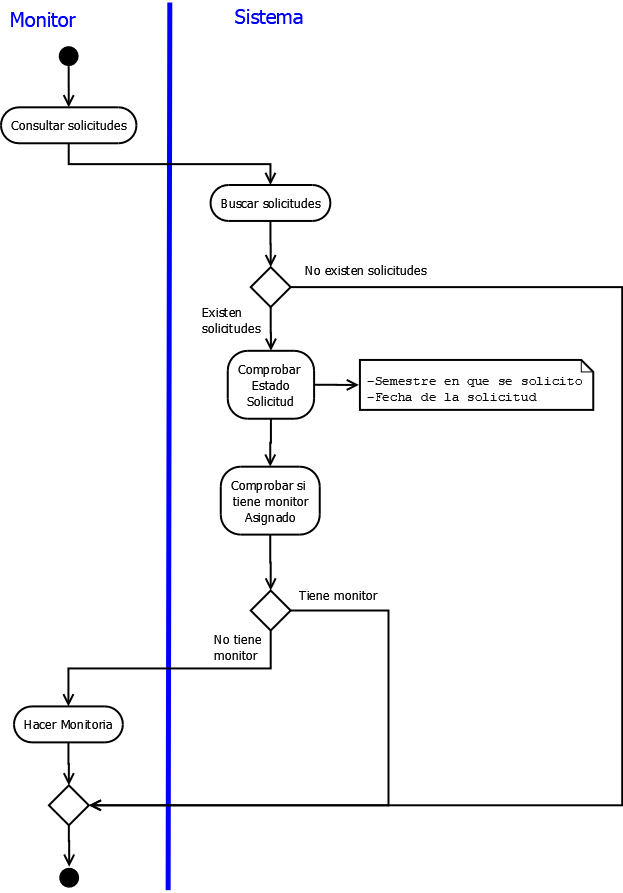 Monitor
Sistema
Consultar solicitudes
Buscar solicitudes
No existen solicitudes
Existen
solicitudes
Comprobar
Estado
Solicitud
-Semestre en que se solicito
-Fecha de la solicitud
Comprobar si
tiene monitor
Asignado
Tiene monitor
No tiene
monitor
Hacer Monitoria